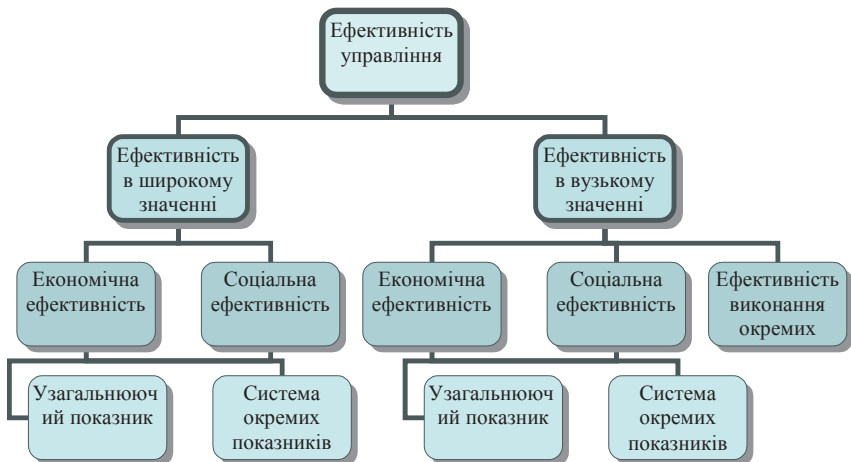 Ефективність
управління
Ефективність
в широкому
значенні
Ефективність
в вузькому
значенні
Економічна
ефективність
Соціальна
ефективність
Економічна
ефективність
Соціальна
ефективність
Ефективність
виконання
окремих
Узагальнююч
ий показник
Система
окремих
показників
Узагальнююч
ий показник
Система
окремих
показників